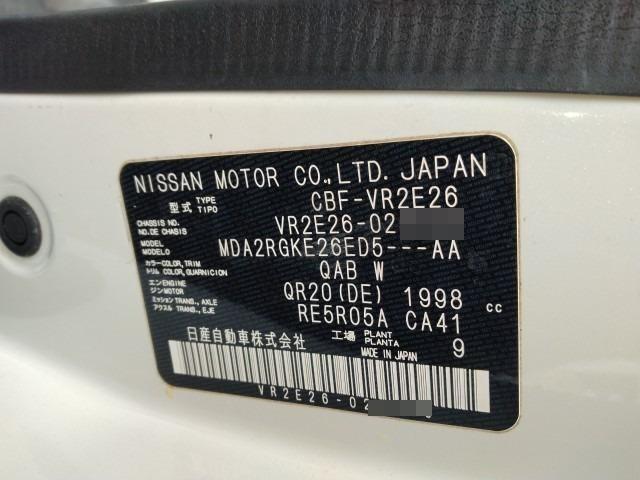 NISSAN MOTOR CO.,LTD. JAPAN
型式 TYPE TIPO CBF-VR2E26
CHASSIS NO. NO.DE CHASIS VR2E26-02
MODEL MODELO MDA2RGKE26ED5---AA
カラー COLOR,TRIM トリム COLOR,GUARNICION QAB W
エンジン ENGINE ジン MOTOR QR20(DE) 1998 cc
ミッション TRANS., AXLE アクスル TRANS., EJE RE5R05A CA41
日産自動車株式会社 工場 PLANT PLANTA 9
MADE IN JAPAN
VR2E26-02